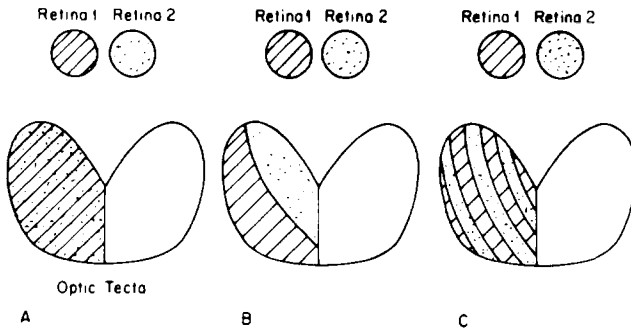 Retina 1 Retina 2 Retina 1 Retina 2 Retina 1 Retina 2
Optic Tecta
A B C